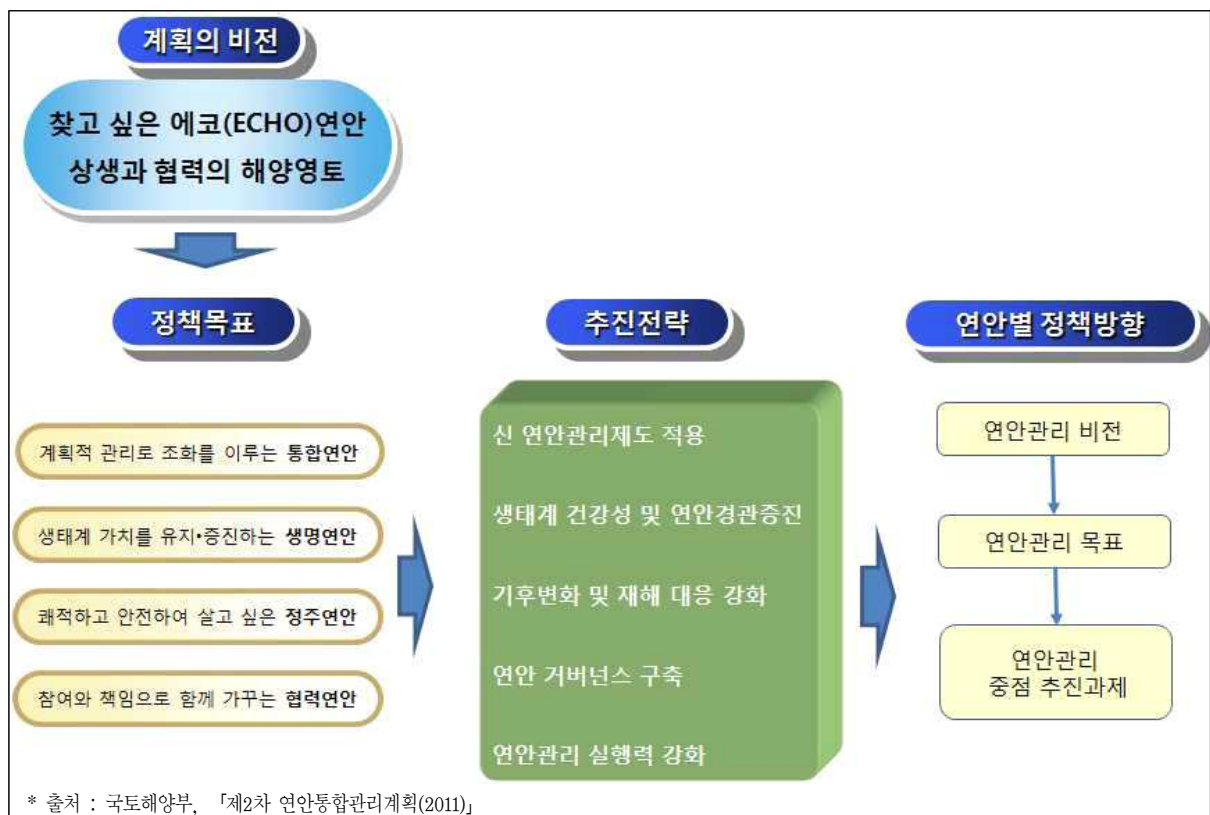 계획의 비전
찾고 싶은 에코(ECHO)연안
상생과 협력의 해양영토
정책목표
계획적 관리로 조화를 이루는 통합연안
생태계 가치를 유지•증진하는 생명연안
쾌적하고 안전하여 살고 싶은 정주연안
참여와 책임으로 함께 가꾸는 협력연안
추진전략
신 연안관리제도 적용
생태계 건강성 및 연안경관증진
기후변화 및 재해 대응 강화
연안 거버넌스 구축
연안관리 실행력 강화
연안별 정책방향
연안관리 비전
연안관리 목표
연안관리
중점 추진과제
* 출처 : 국토해양부, 「제2차 연안통합관리계획(2011)」